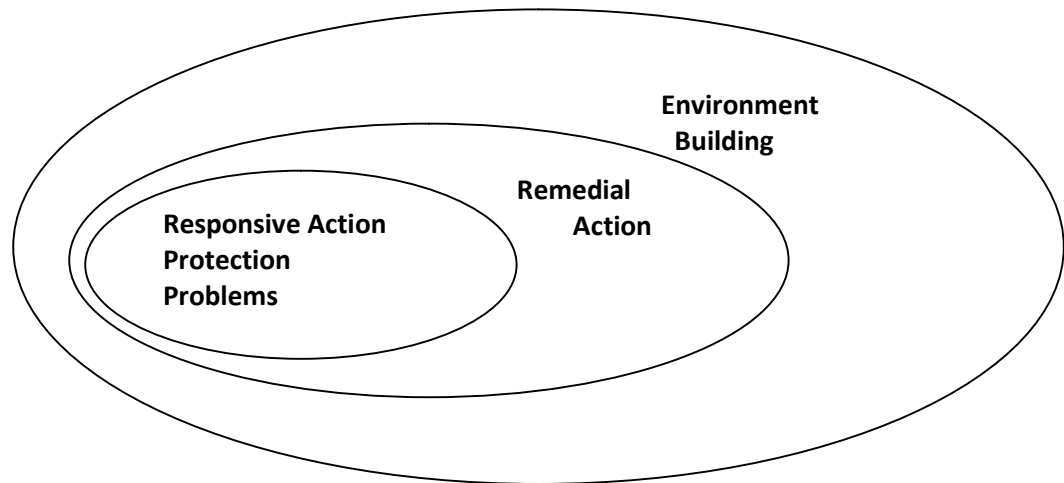 Environment
Building
Remedial
Action
Responsive Action
Protection
Problems